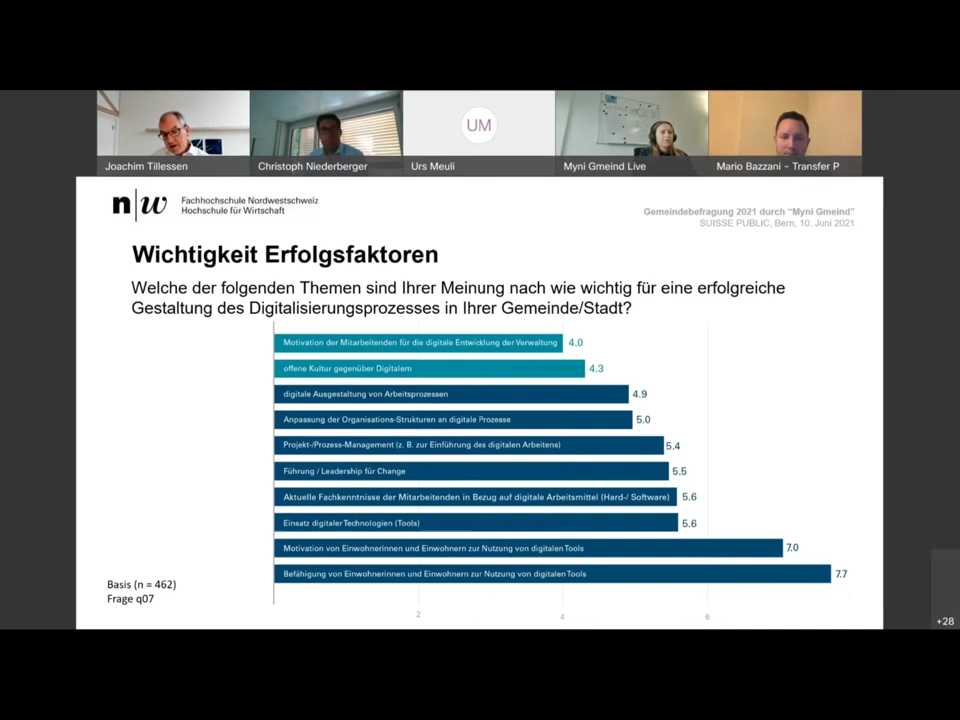 UM
Joachim Tillessen
Christoph Niederberger
Urs Meuli
Myni Gmeind Live
Mario Bazzani - Transfer P
n|w
Fachhochschule Nordwestschweiz
Hochschule für Wirtschaft
Gemeindebefragung 2021 durch "Myni Gmeind"
SUISSE PUBLIC, Bern, 10. Juni 2021
Wichtigkeit Erfolgsfaktoren
Welche der folgenden Themen sind Ihrer Meinung nach wie wichtig für eine erfolgreiche
Gestaltung des Digitalisierungsprozesses in Ihrer Gemeinde/Stadt?
Motivation der Mitarbeitenden für die digitale Entwicklung der Verwaltung 4.0
offene Kultur gegenüber Digitalem 4.3
digitale Ausgestaltung von Arbeitsprozessen 4.9
Anpassung der Organisations-Strukturen an digitale Prozesse 5.0
Projekt-/Prozess-Management (z. B. zur Einführung des digitalen Arbeitens) 5.4
Führung / Leadership für Change 5.5
Aktuelle Fachkenntnisse der Mitarbeitenden in Bezug auf digitale Arbeitsmittel (Hard-/ Software) 5.6
Einsatz digitaler Technologien (Tools) 5.6
Motivation von Einwohnerinnen und Einwohnern zur Nutzung von digitalen Tools 7.0
Befähigung von Einwohnerinnen und Einwohnern zur Nutzung von digitalen Tools 7.7
2 4 6
Basis (n = 462)
Frage q07
+28